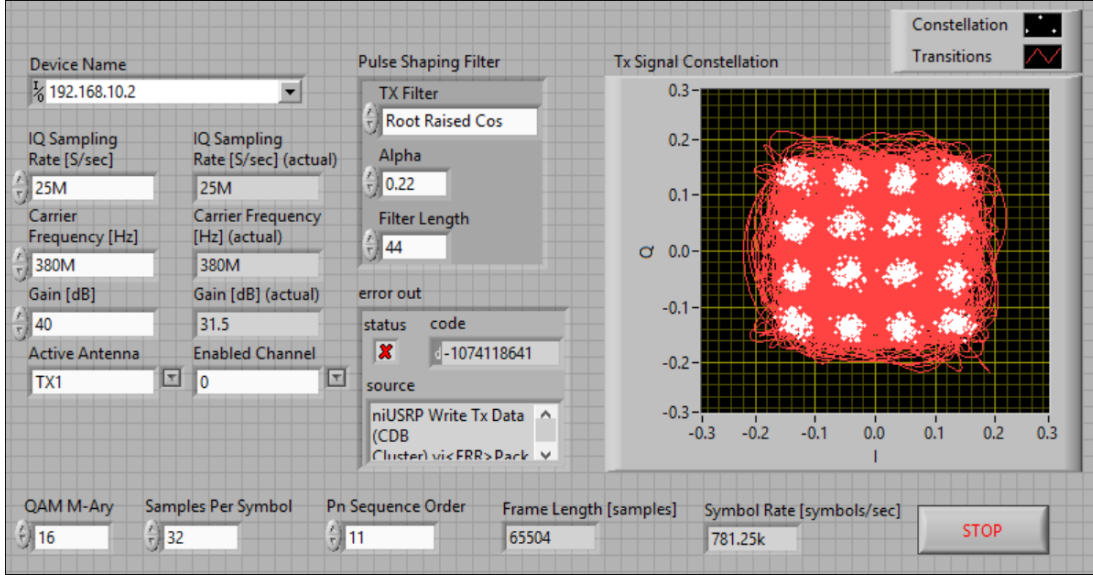 Constellation
Transitions
Device Name
192.168.10.2
Pulse Shaping Filter
TX Filter
Root Raised Cos
Alpha
0.22
Filter Length
44
Tx Signal Constellation
IQ Sampling
Rate [S/sec]
25M
IQ Sampling
Rate [S/sec] (actual)
25M
Carrier
Frequency [Hz]
380M
Carrier Frequency
[Hz] (actual)
380M
Gain [dB]
40
Gain [dB] (actual)
31.5
Active Antenna
TX1
Enabled Channel
0
error out
status
code
d -1074118641
source
niUSRP Write Tx Data
(CDB
Cluster).vi<ERR>Pack
0.3
0.2
0.1
0.0
-0.1
-0.2
-0.3
Q
-0.3 -0.2 -0.1 0.0 0.1 0.2 0.3
I
QAM M-Ary
16
Samples Per Symbol
32
Pn Sequence Order
11
Frame Length [samples]
65504
Symbol Rate [symbols/sec]
781.25k
STOP